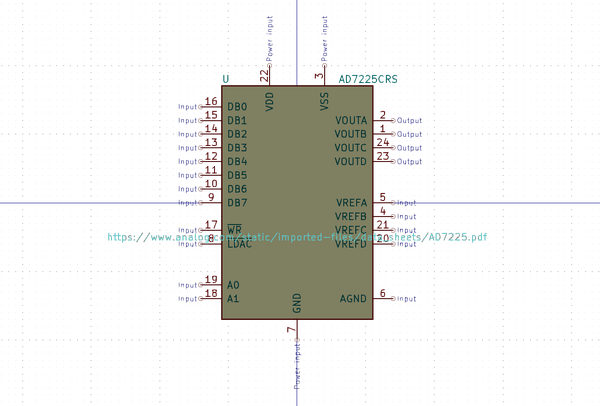 Power input
Power input
22
3
U
AD7225CRS
VDD
VSS
Input 16 DB0
Input 15 DB1
VOUTA 2 Output
Input 14 DB2
VOUTB 1 Output
Input 13 DB3
VOUTC 24 Output
Input 12 DB4
VOUTD 23 Output
Input 11 DB5
Input 10 DB6
Input 9 DB7
VREFA 5 Input
VREFB 4 Input
Input 17 WR
VREFC 21 Input
https://www.analog.com/static/imported-files/data_sheets/AD7225.pdf
Input 8 LDAC
VREFD 20 Input
Input 19 A0
Input 18 A1
AGND 6 Input
GND
7
Power input